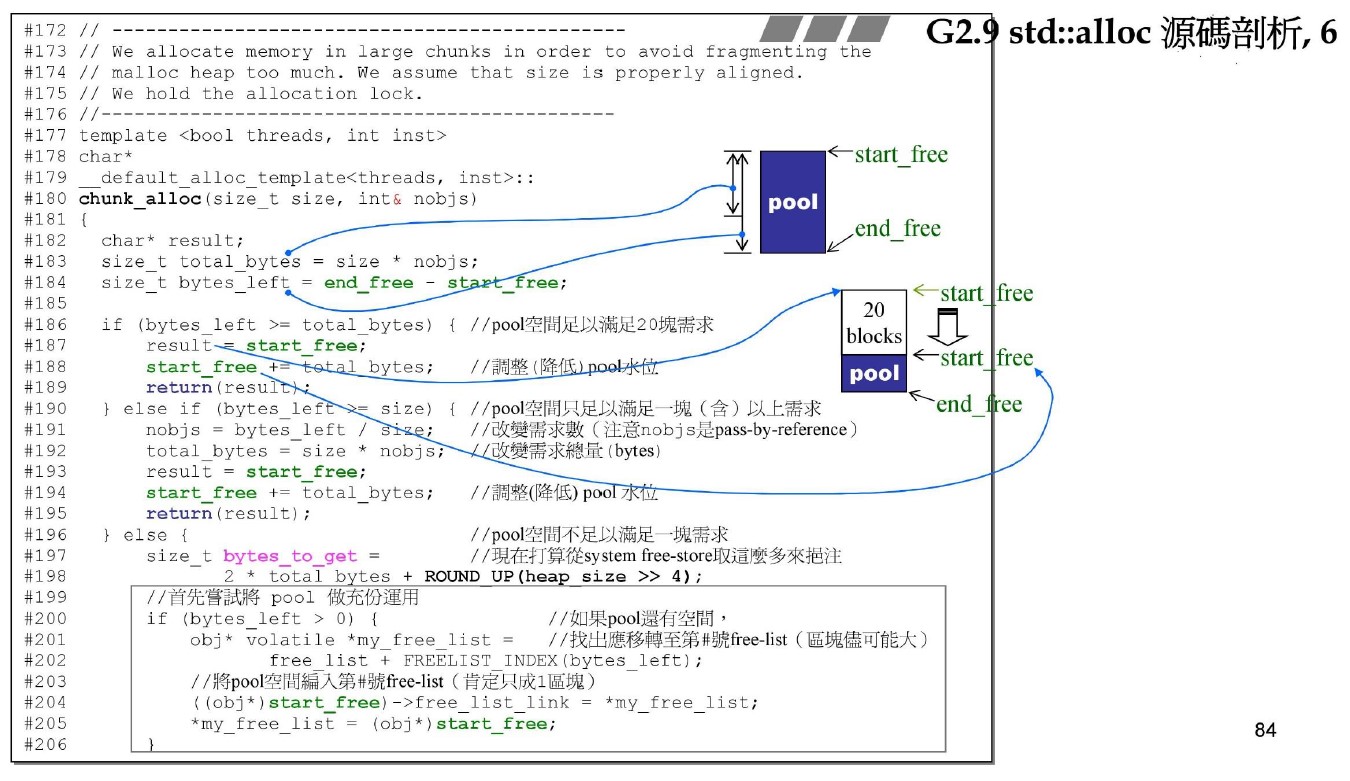 G2.9 std::alloc 源碼剖析, 6
#172 // -----------------------------------------------
#173 // We allocate memory in large chunks in order to avoid fragmenting the
#174 // malloc heap too much. We assume that size is properly aligned.
#175 // We hold the allocation lock.
#176 //-----------------------------------------------
#177 template <bool threads, int inst>
#178 char*
#179 __default_alloc_template<threads, inst>::
#180 chunk_alloc(size_t size, int& nobjs)
#181 {
#182 char* result;
#183 size_t total_bytes = size * nobjs;
#184 size_t bytes_left = end_free - start_free;
#185
#186 if (bytes_left >= total_bytes) { //pool空間足以滿足20塊需求
#187 result = start_free;
#188 start_free += total_bytes; //調整(降低)pool水位
#189 return(result);
#190 } else if (bytes_left >= size) { //pool空間只足以滿足一塊（含）以上需求
#191 nobjs = bytes_left / size; //改變需求數（注意nobjs是pass-by-reference）
#192 total_bytes = size * nobjs; //改變需求總量(bytes)
#193 result = start_free;
#194 start_free += total_bytes; //調整(降低) pool 水位
#195 return(result);
#196 } else { //pool空間不足以滿足一塊需求
#197 size_t bytes_to_get = //現在打算從system free-store取這麼多來挹注
#198 2 * total_bytes + ROUND_UP(heap_size >> 4);
#199 //首先嘗試將 pool 做充份運用
#200 if (bytes_left > 0) { //如果pool還有空間，
#201 obj* volatile *my_free_list = //找出應移轉至第#號free-list（區塊儘可能大）
#202 free_list + FREELIST_INDEX(bytes_left);
#203 //將pool空間編入第#號free-list（肯定只成1區塊）
#204 ((obj*)start_free)->free_list_link = *my_free_list;
#205 *my_free_list = (obj*)start_free;
#206 }
start_free
pool
end_free
start_free
20
blocks
start_free
pool
end_free
84